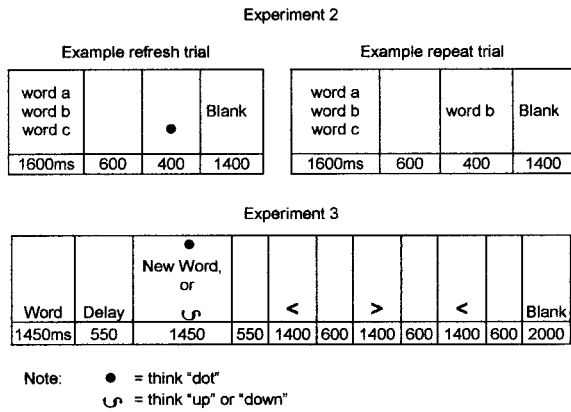 Experiment 2
Example refresh trial
word a
word b
word c
●
Blank
1600ms 600 400 1400
Example repeat trial
word a
word b
word c
word b
Blank
1600ms 600 400 1400
Experiment 3
Word
Delay
New Word,
or
<
>
<
Blank
1450ms 550 1450 550 1400 600 1400 600 1400 600 2000
Note: ● = think "dot"
= think "up" or "down"